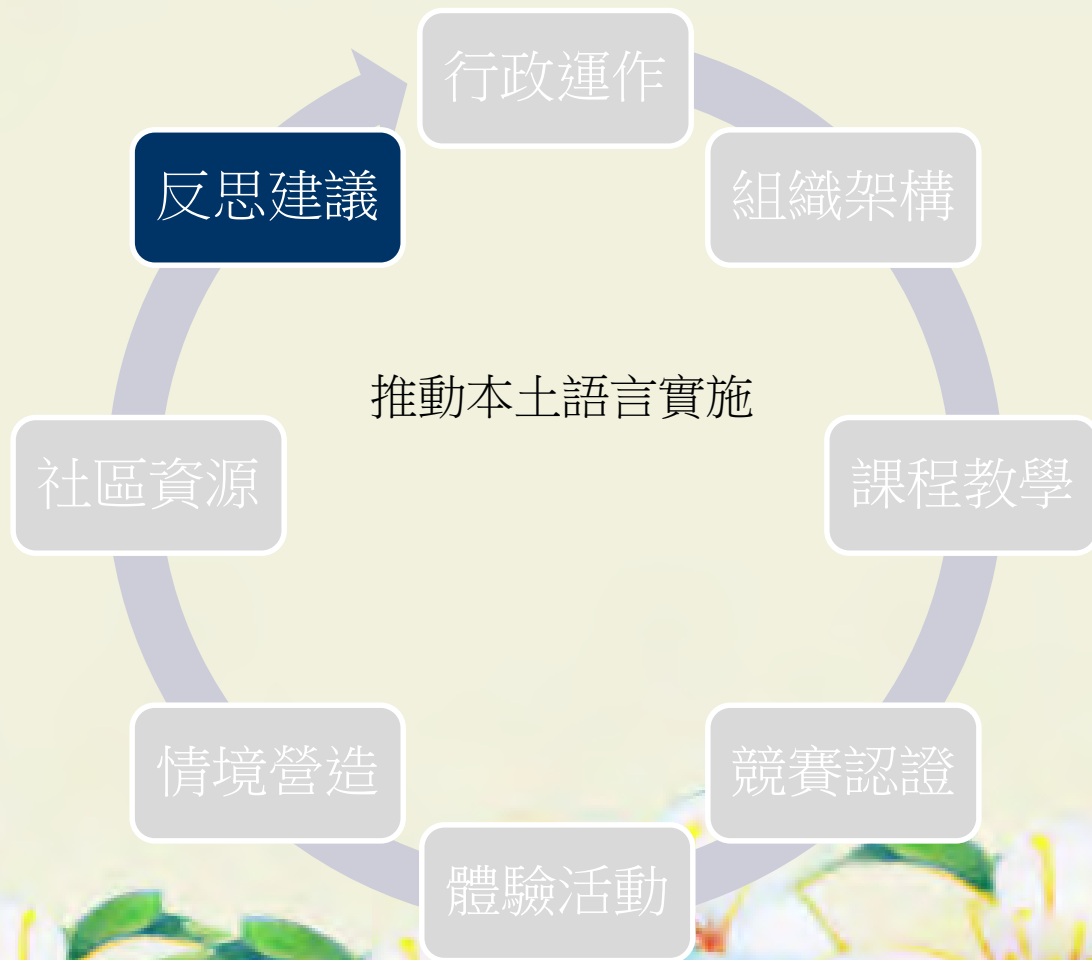 行政運作
組織架構
課程教學
競賽認證
體驗活動
情境營造
社區資源
反思建議
推動本土語言實施